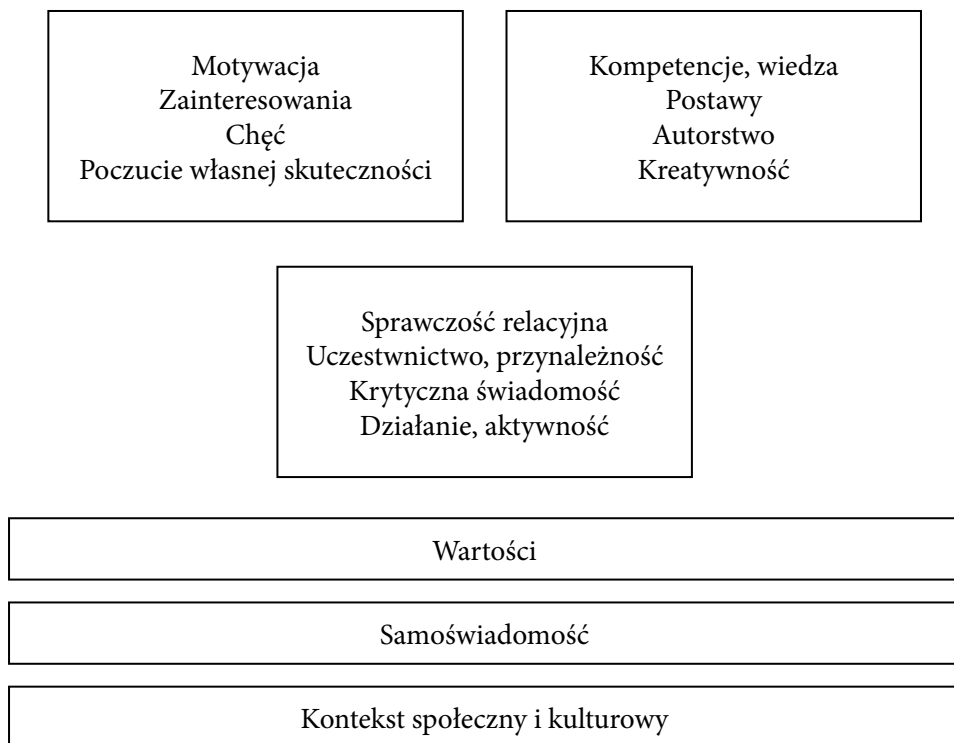 Motywacja
Zainteresowania
Chęć
Poczucie własnej skuteczności
Kompetencje, wiedza
Postawy
Autorstwo
Kreatywność
Sprawczość relacyjna
Uczestwnictwo, przynależność
Krytyczna świadomość
Działanie, aktywność
Wartości
Samoświadomość
Kontekst społeczny i kulturowy